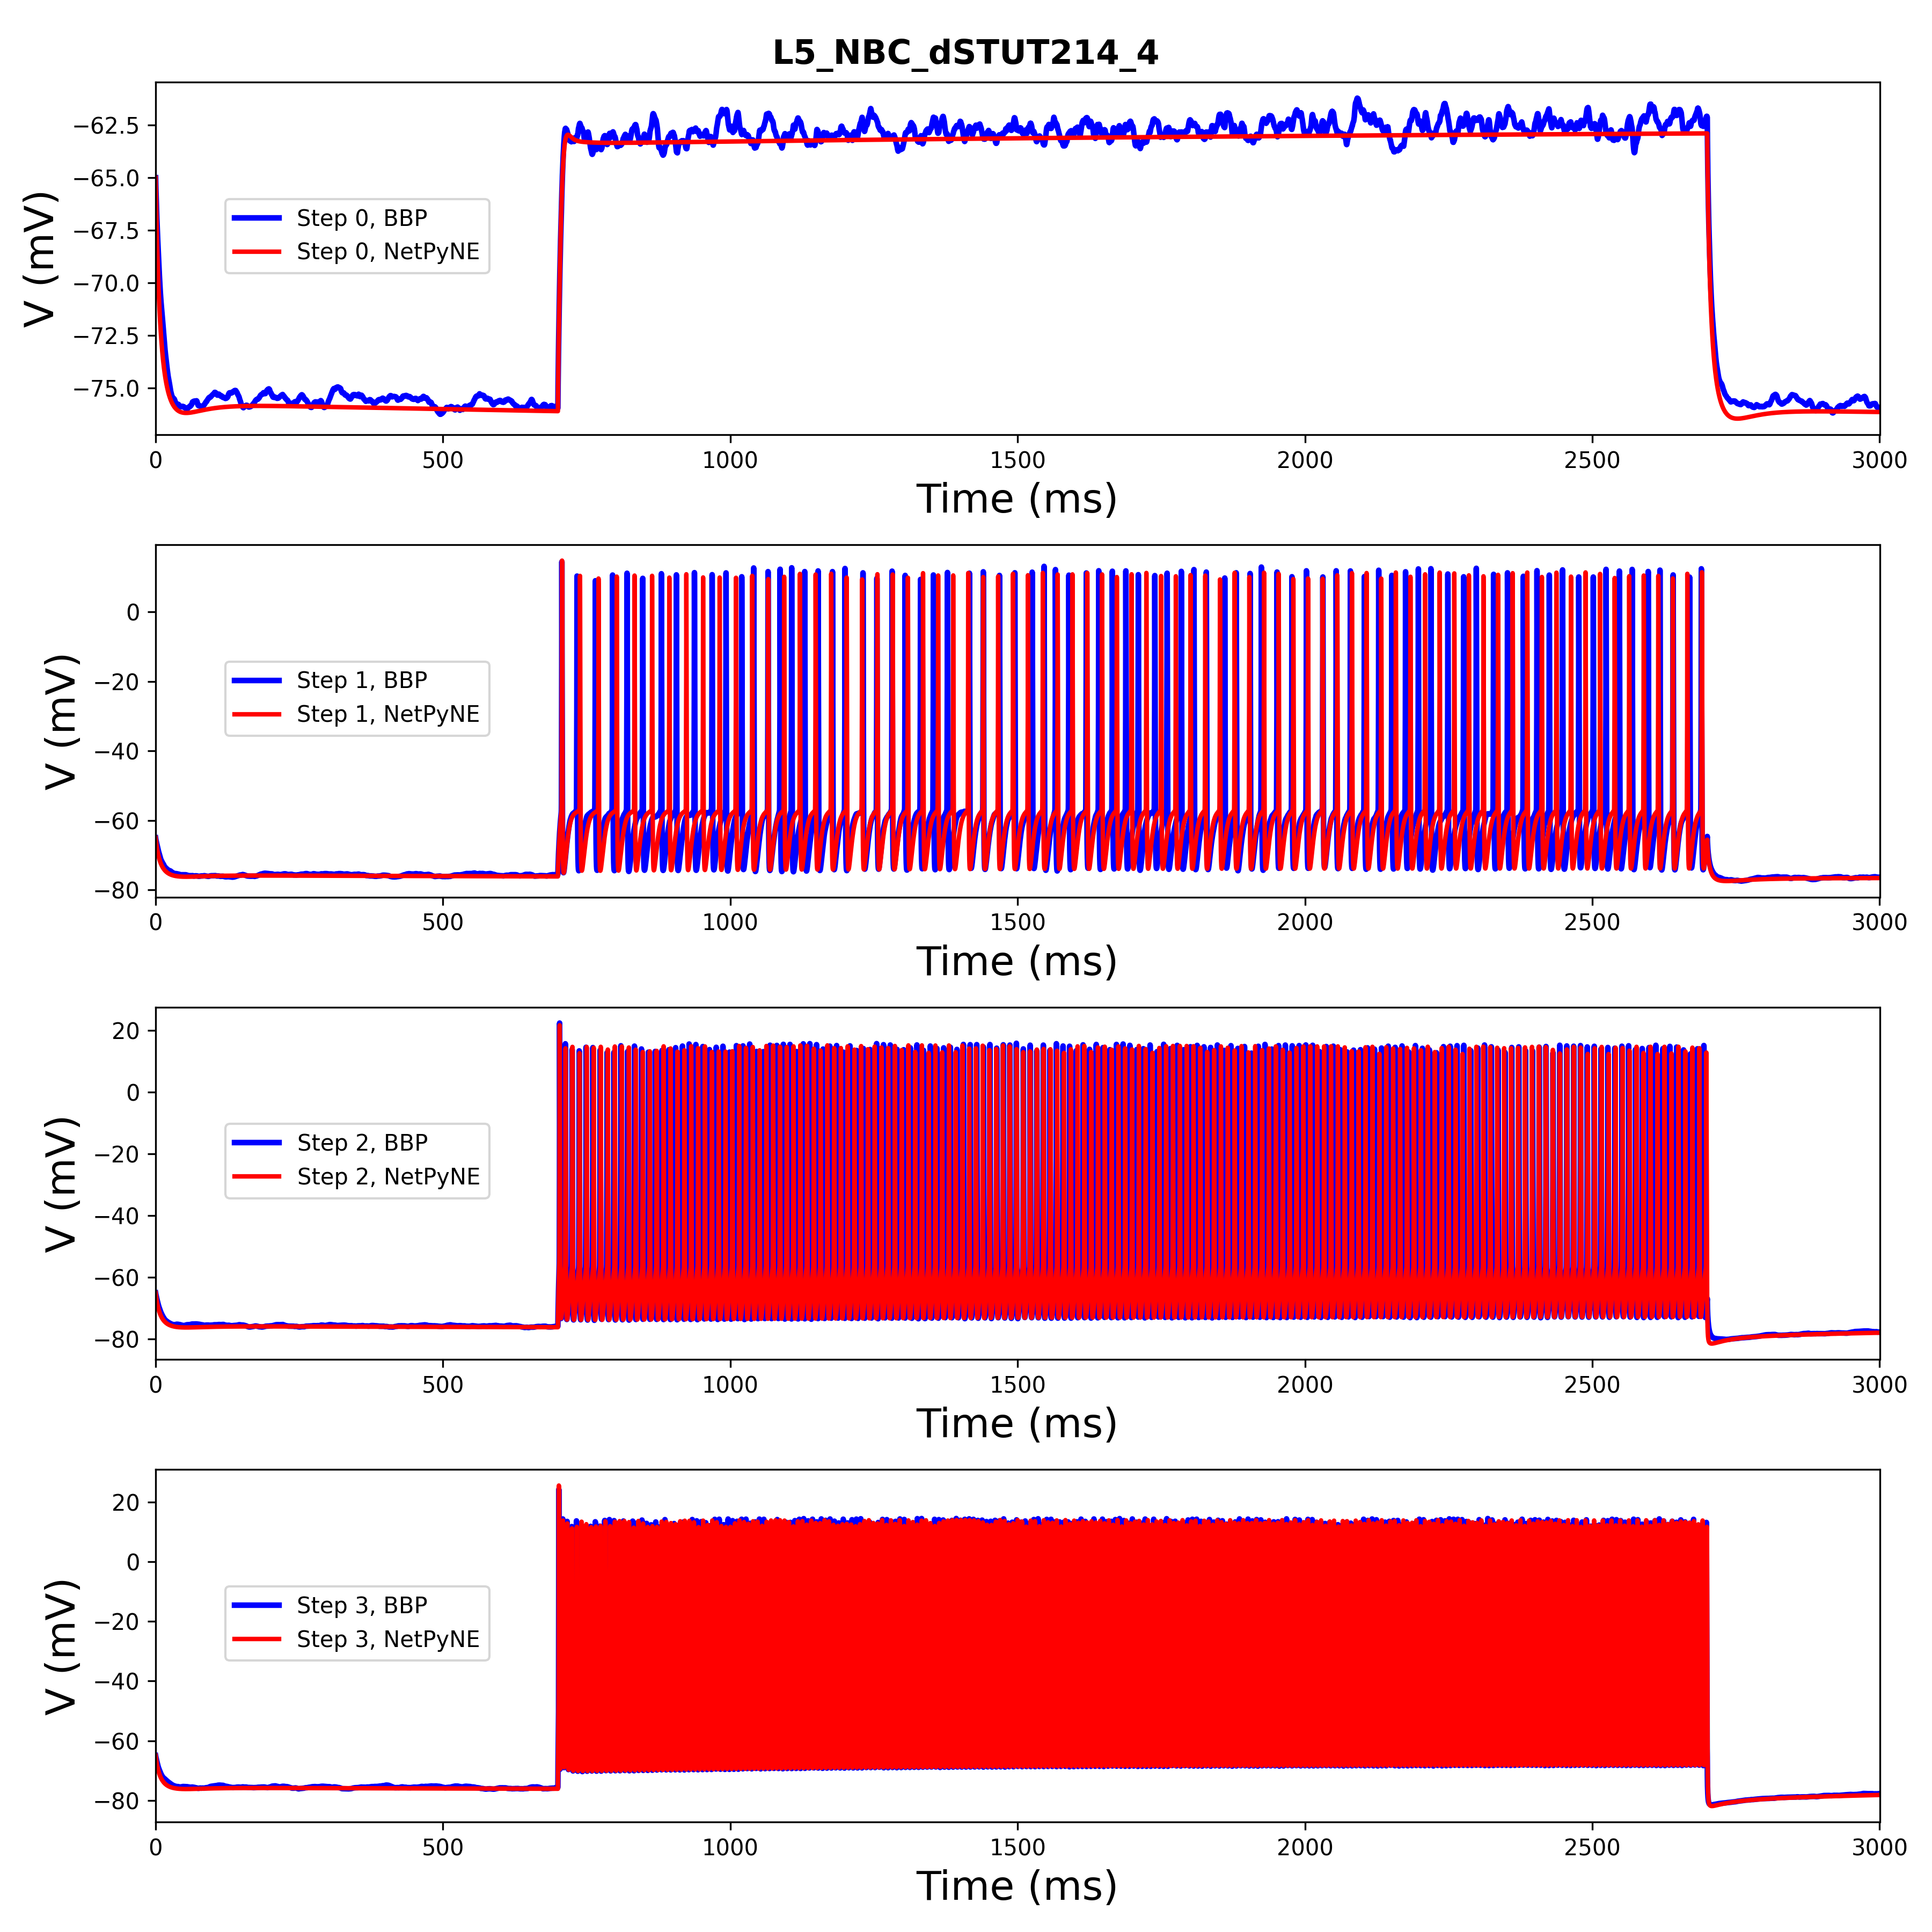 L5_NBC_dSTUT214_4
V (mV)
−62.5
−65.0
−67.5
−70.0
−72.5
−75.0
Step 0, BBP
Step 0, NetPyNE
0 500 1000 1500 2000 2500 3000
Time (ms)
V (mV)
0
−20
−40
−60
−80
Step 1, BBP
Step 1, NetPyNE
0 500 1000 1500 2000 2500 3000
Time (ms)
V (mV)
20
0
−20
−40
−60
−80
Step 2, BBP
Step 2, NetPyNE
0 500 1000 1500 2000 2500 3000
Time (ms)
V (mV)
20
0
−20
−40
−60
−80
Step 3, BBP
Step 3, NetPyNE
0 500 1000 1500 2000 2500 3000
Time (ms)